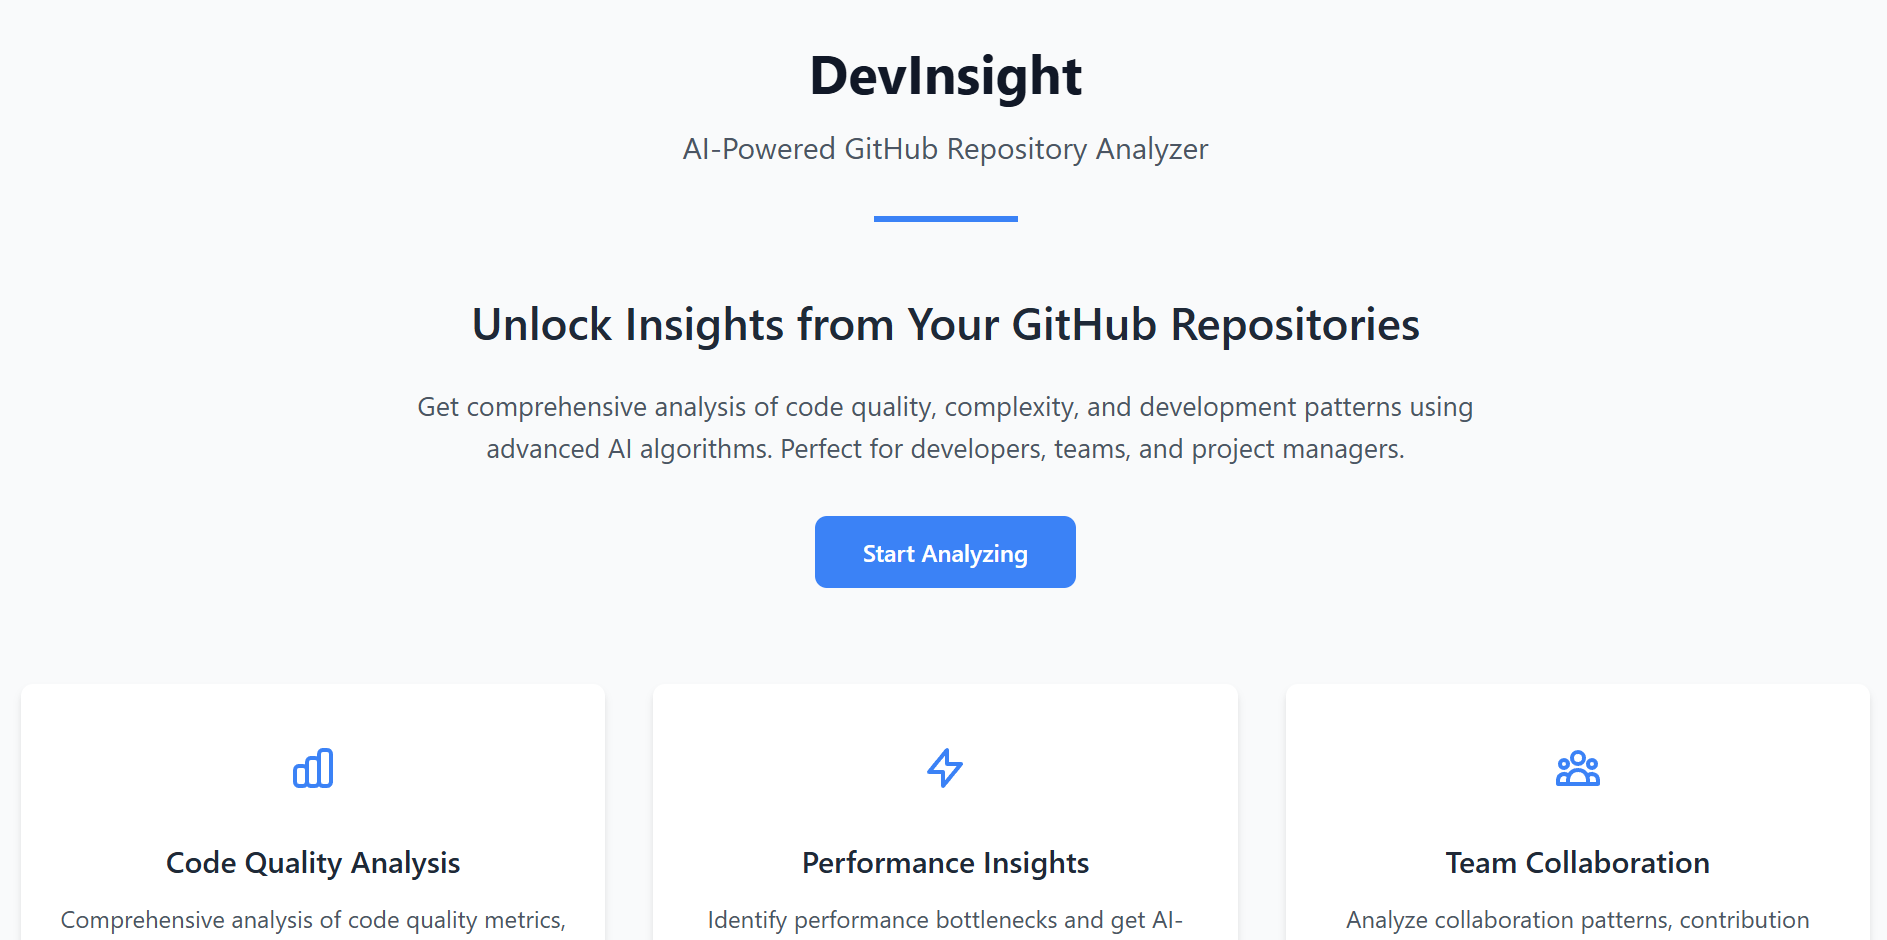 DevInsight
AI-Powered GitHub Repository Analyzer
Unlock Insights from Your GitHub Repositories
Get comprehensive analysis of code quality, complexity, and development patterns using
advanced AI algorithms. Perfect for developers, teams, and project managers.
Start Analyzing
Code Quality Analysis
Comprehensive analysis of code quality metrics,
Performance Insights
Identify performance bottlenecks and get AI-
Team Collaboration
Analyze collaboration patterns, contribution